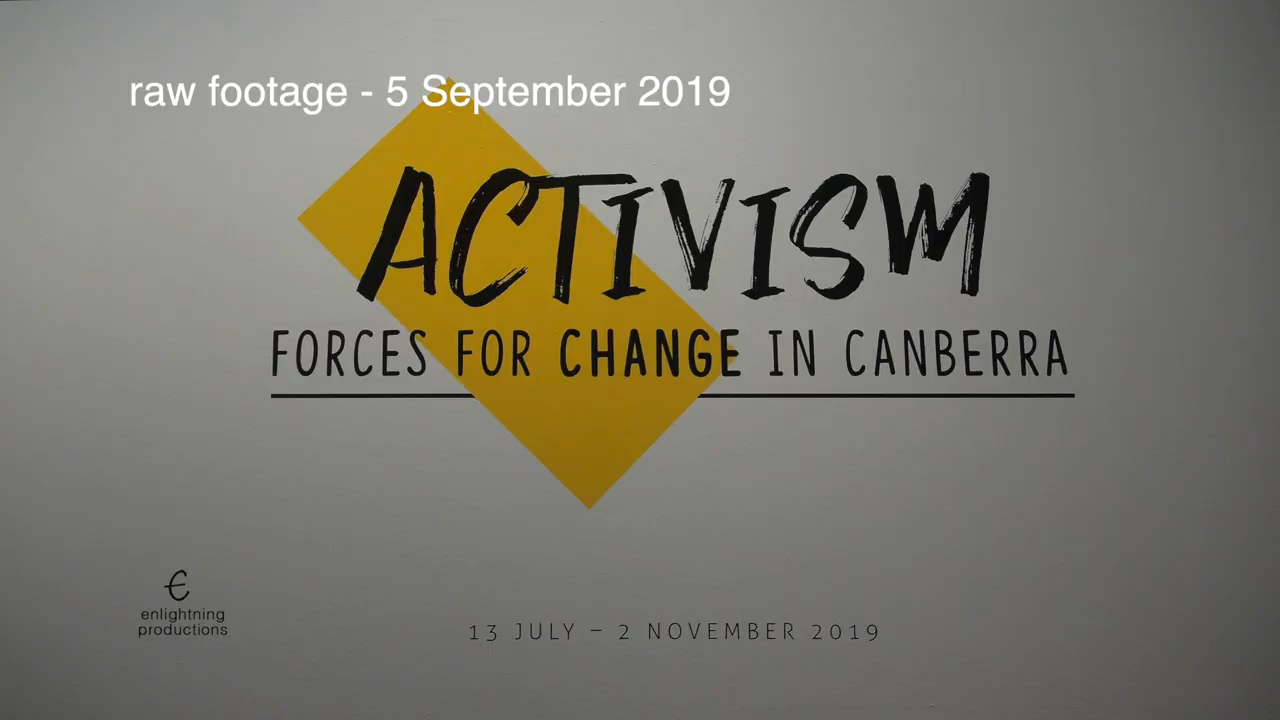 raw footage - 5 September 2019
ACTIVISM
FORCES FOR CHANGE IN CANBERRA
€
enlightning
productions
13 JULY – 2 NOVEMBER 2019